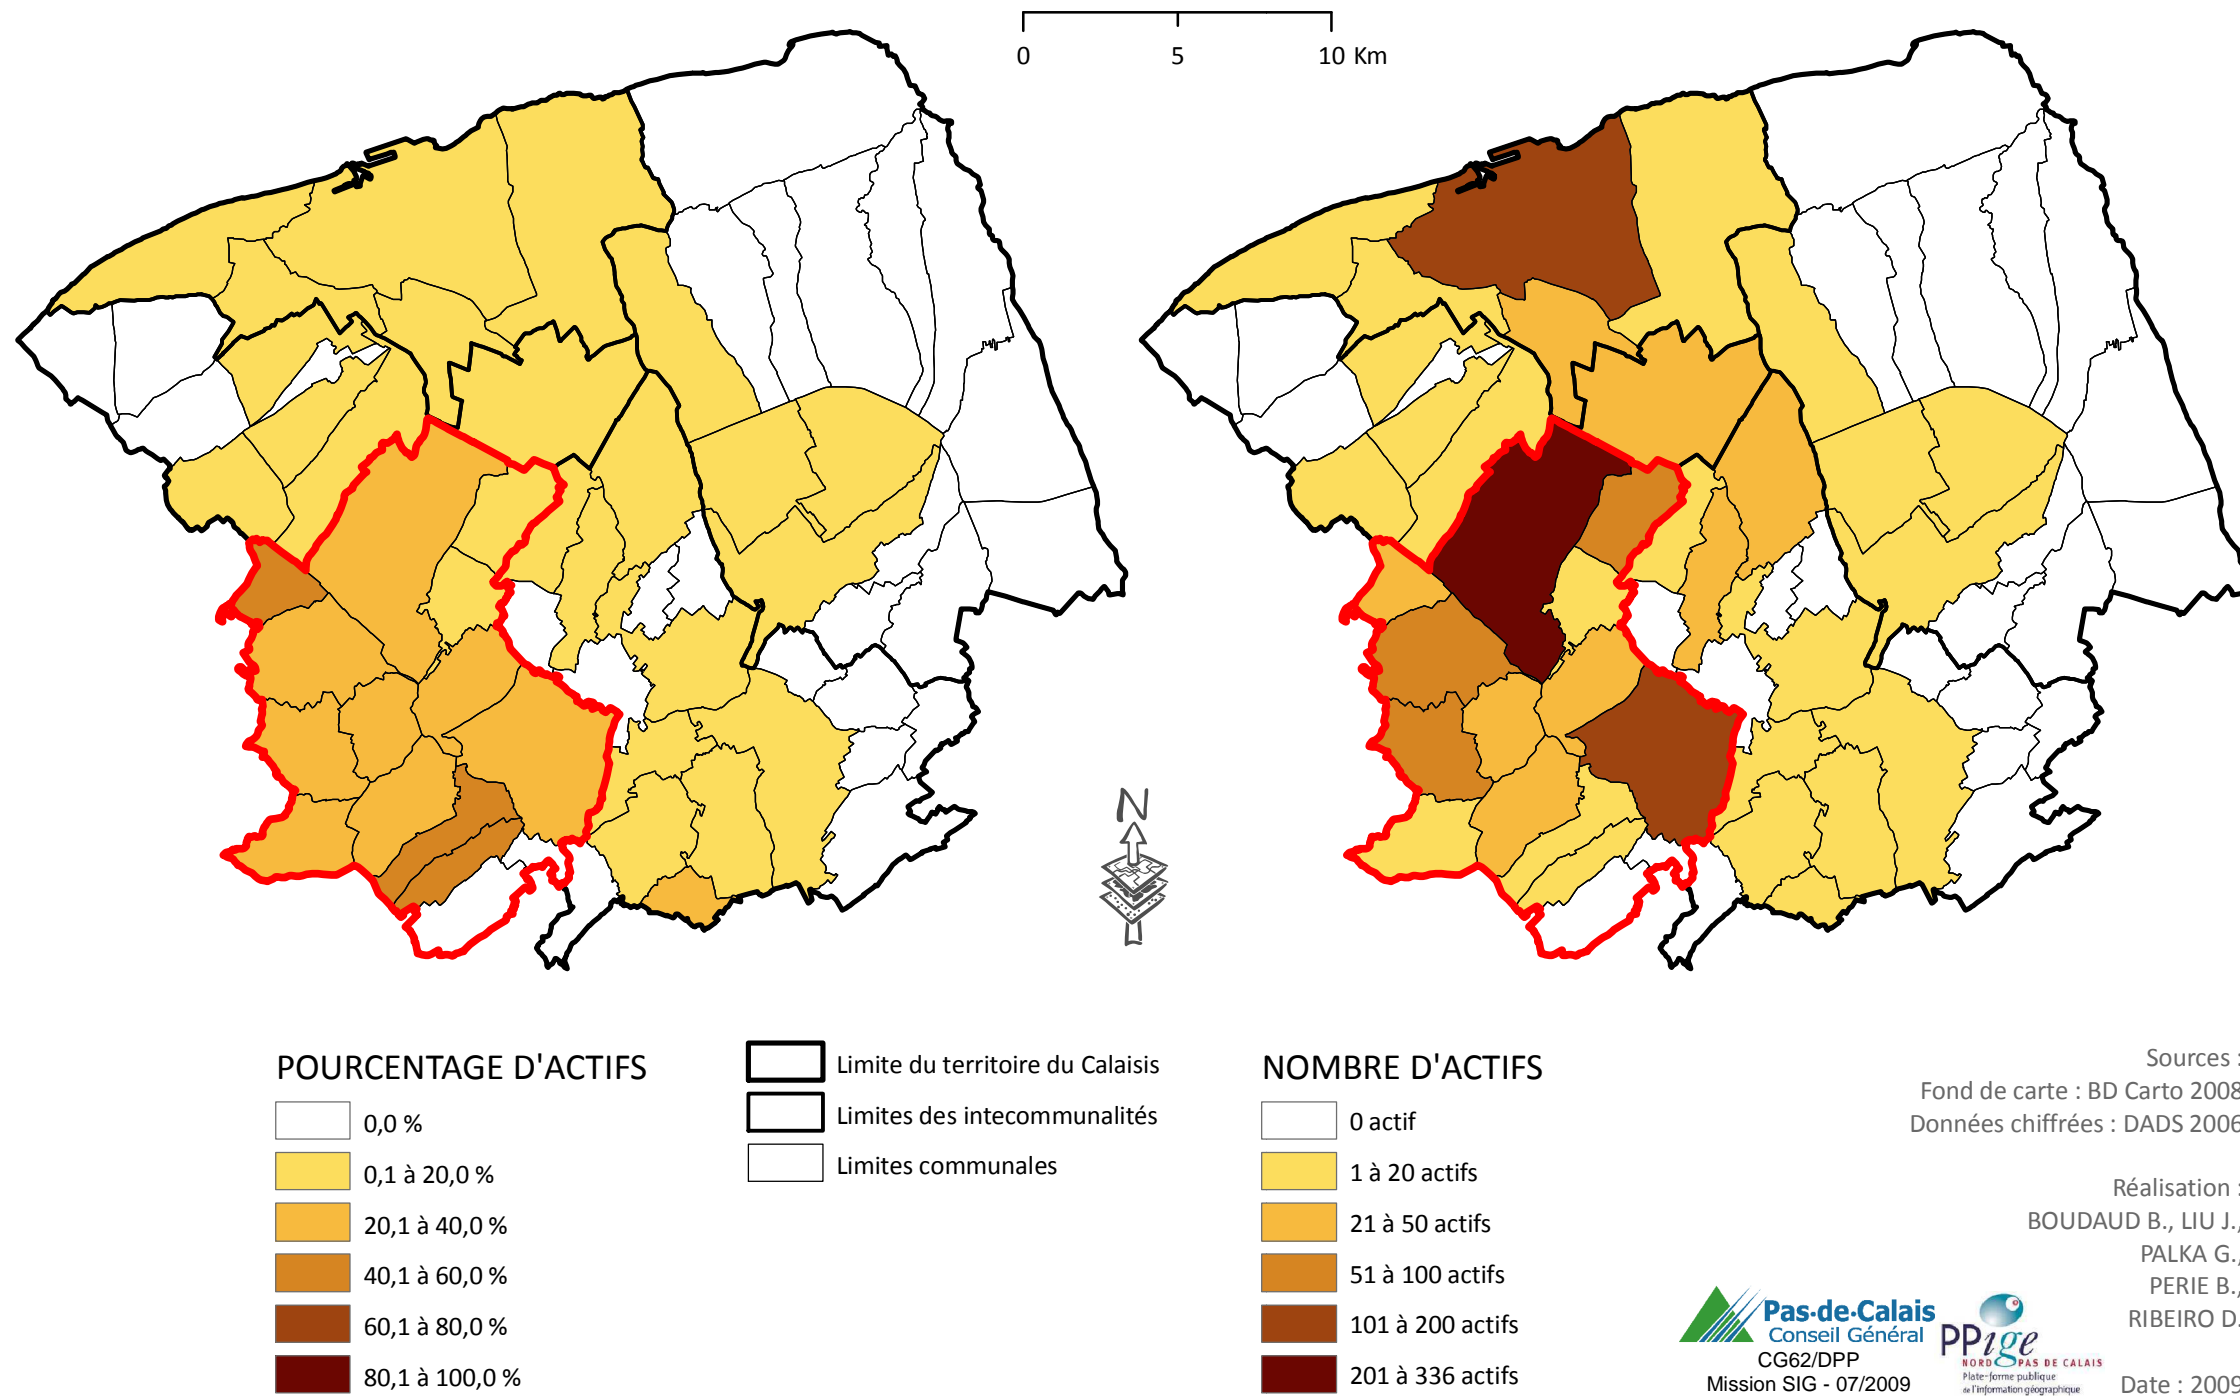 0 5 10 Km
N
POURCENTAGE D'ACTIFS
0,0 %
0,1 à 20,0 %
20,1 à 40,0 %
40,1 à 60,0 %
60,1 à 80,0 %
80,1 à 100,0 %
Limite du territoire du Calaisis
Limites des intecommunalités
Limites communales
NOMBRE D'ACTIFS
0 actif
1 à 20 actifs
21 à 50 actifs
51 à 100 actifs
101 à 200 actifs
201 à 336 actifs
Sources :
Fond de carte : BD Carto 2008
Données chiffrées : DADS 2006
Réalisation :
BOUDAUD B., LIU J.,
PALKA G.,
PERIE B.,
RIBEIRO D.
Date : 2009
Pas-de-Calais
Conseil Général
CG62/DPP
Mission SIG - 07/2009
PPige
NORD PAS DE CALAIS
Plate-forme publique
de l'information géographique